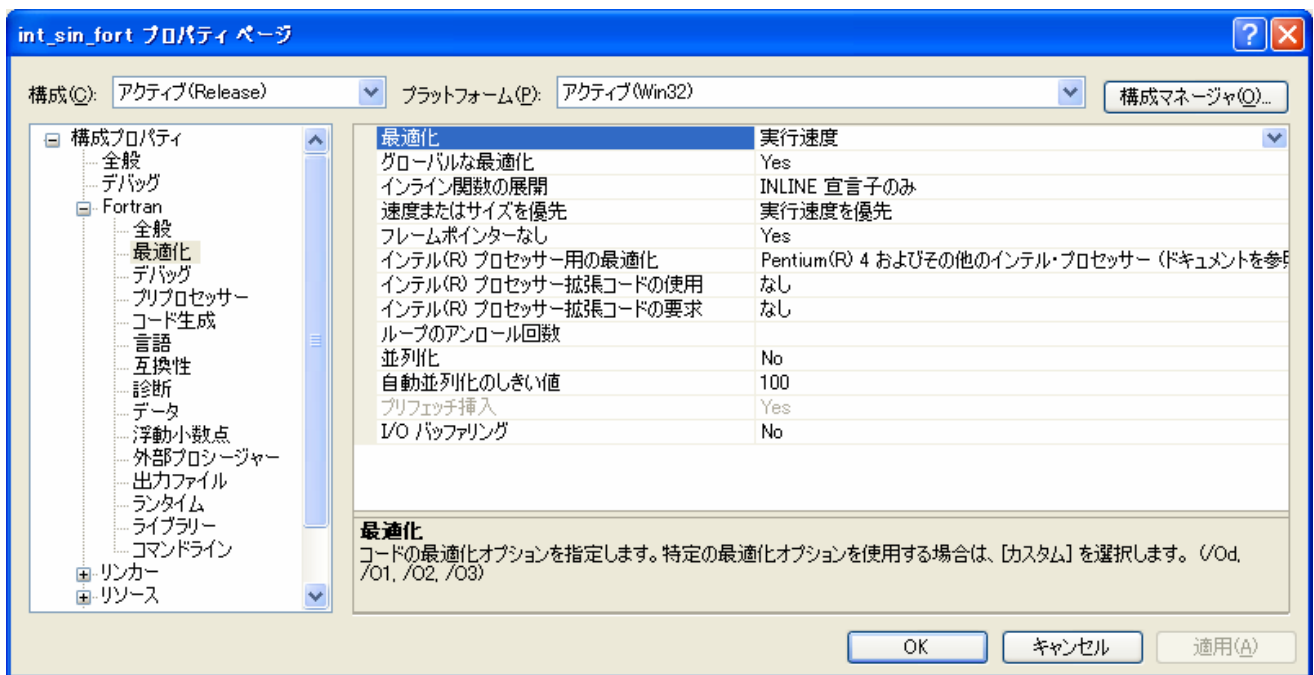 int_sin_fort プロパティ ページ
構成(C): アクティブ(Release) プラットフォーム(P): アクティブ(Win32) 構成マネージャ(O)...
構成プロパティ
全般
デバッグ
Fortran
全般
最適化
デバッグ
プリプロセッサー
コード生成
言語
互換性
診断
データ
浮動小数点
外部プロシージャー
出力ファイル
ランタイム
ライブラリー
コマンドライン
リンカー
リソース
最適化 実行速度
グローバルな最適化 Yes
インライン関数の展開 INLINE 宣言子のみ
速度またはサイズを優先 実行速度を優先
フレームポインターなし Yes
インテル(R) プロセッサー用の最適化 Pentium(R) 4 およびその他のインテル・プロセッサー (ドキュメントを参
インテル(R) プロセッサー拡張コードの使用 なし
インテル(R) プロセッサー拡張コードの要求 なし
ループのアンロール回数
並列化 No
自動並列化のしきい値 100
プリフェッチ挿入 Yes
I/O バッファリング No
最適化
コードの最適化オプションを指定します。特定の最適化オプションを使用する場合は、[カスタム] を選択します。 (/Od,
/O1, /O2, /O3)
OK キャンセル 適用(A)